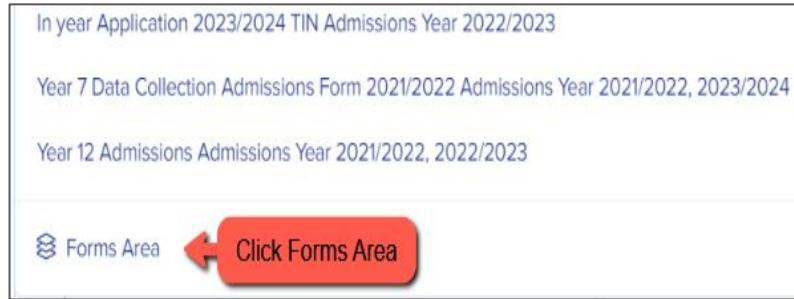 In year Application 2023/2024 TIN Admissions Year 2022/2023
Year 7 Data Collection Admissions Form 2021/2022 Admissions Year 2021/2022, 2023/2024
Year 12 Admissions Admissions Year 2021/2022, 2022/2023
Forms Area
Click Forms Area